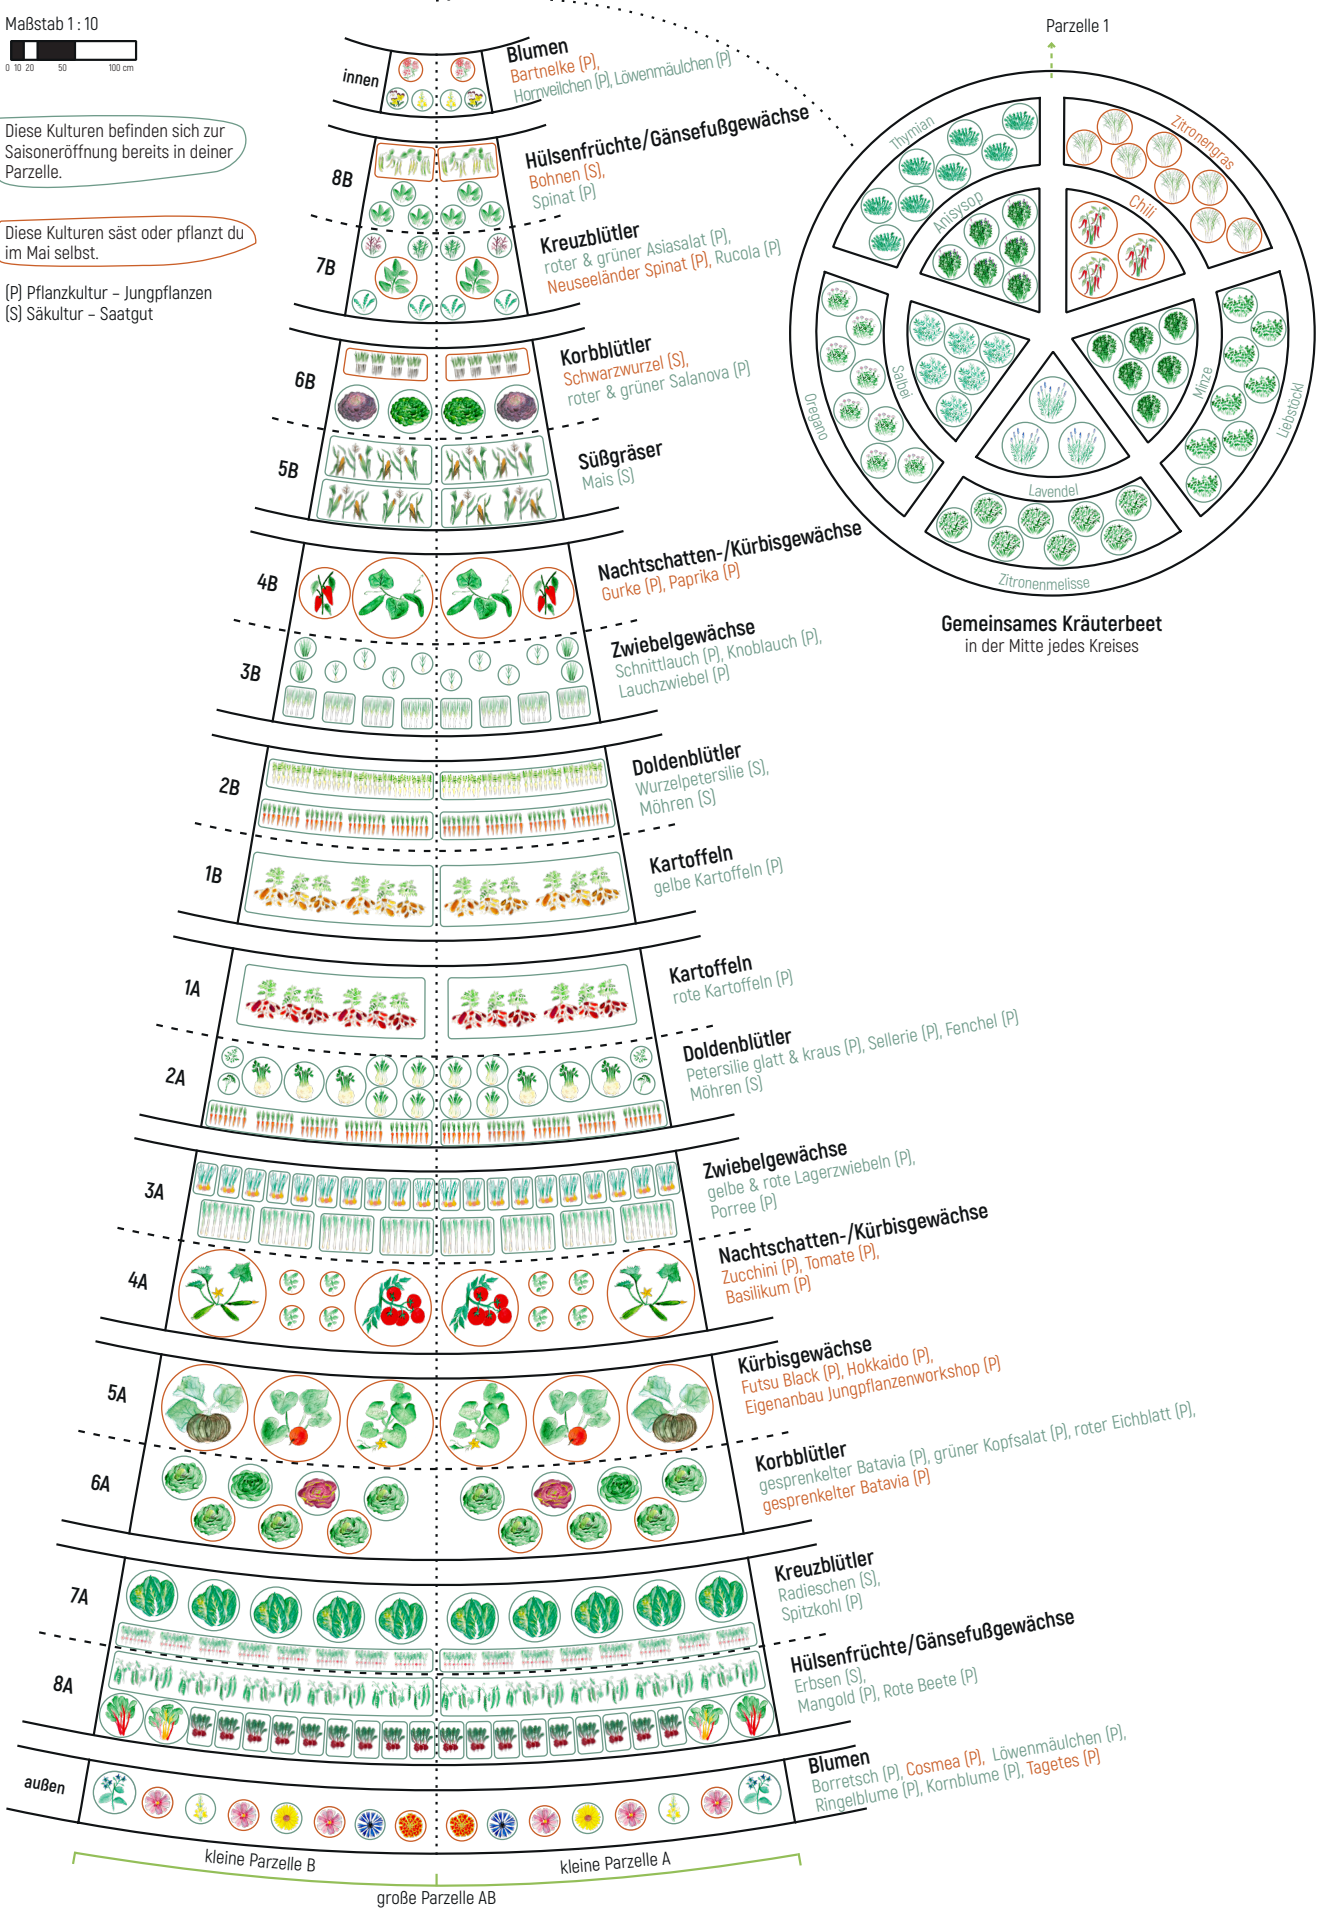 Maßstab 1 : 10
0 10 20 50 100 cm
Diese Kulturen befinden sich zur
Saisoneröffnung bereits in deiner
Parzelle.
Diese Kulturen säst oder pflanzt du
im Mai selbst.
(P) Pflanzkultur – Jungpflanzen
(S) Säkultur – Saatgut
innen
Blumen
Bartnelke (P),
Hornveilchen (P), Löwenmäulchen (P)
8B
Hülsenfrüchte/Gänsefußgewächse
Bohnen (S),
Spinat (P)
7B
Kreuzblütler
roter & grüner Asiasalat (P),
Neuseeländer Spinat (P), Rucola (P)
6B
Korbblütler
Schwarzwurzel (S),
roter & grüner Salanova (P)
5B
Süßgräser
Mais (S)
4B
Nachtschatten-/Kürbisgewächse
Gurke (P), Paprika (P)
3B
Zwiebelgewächse
Schnittlauch (P), Knoblauch (P),
Lauchzwiebel (P)
2B
Doldenblütler
Wurzelpetersilie (S),
Möhren (S)
1B
Kartoffeln
gelbe Kartoffeln (P)
1A
Kartoffeln
rote Kartoffeln (P)
2A
Doldenblütler
Petersilie glatt & kraus (P), Sellerie (P), Fenchel (P)
Möhren (S)
3A
Zwiebelgewächse
gelbe & rote Lagerzwiebeln (P),
Porree (P)
4A
Nachtschatten-/Kürbisgewächse
Zucchini (P), Tomate (P),
Basilikum (P)
5A
Kürbisgewächse
Futsu Black (P), Hokkaido (P),
Eigenanbau Jungpflanzenworkshop (P)
6A
Korbblütler
gesprenkelter Batavia (P), grüner Kopfsalat (P), roter Eichblatt (P),
gesprenkelter Batavia (P)
7A
Kreuzblütler
Radieschen (S),
Spitzkohl (P)
8A
Hülsenfrüchte/Gänsefußgewächse
Erbsen (S),
Mangold (P), Rote Beete (P)
außen
Blumen
Borretsch (P), Cosmea (P), Löwenmäulchen (P),
Ringelblume (P), Kornblume (P), Tagetes (P)
kleine Parzelle B
kleine Parzelle A
große Parzelle AB
Parzelle 1
Thymian
Zitronengras
Anisysop
Chili
Oregano
Salbei
Minze
Liebstöckl
Lavendel
Zitronenmelisse
Gemeinsames Kräuterbeet
in der Mitte jedes Kreises